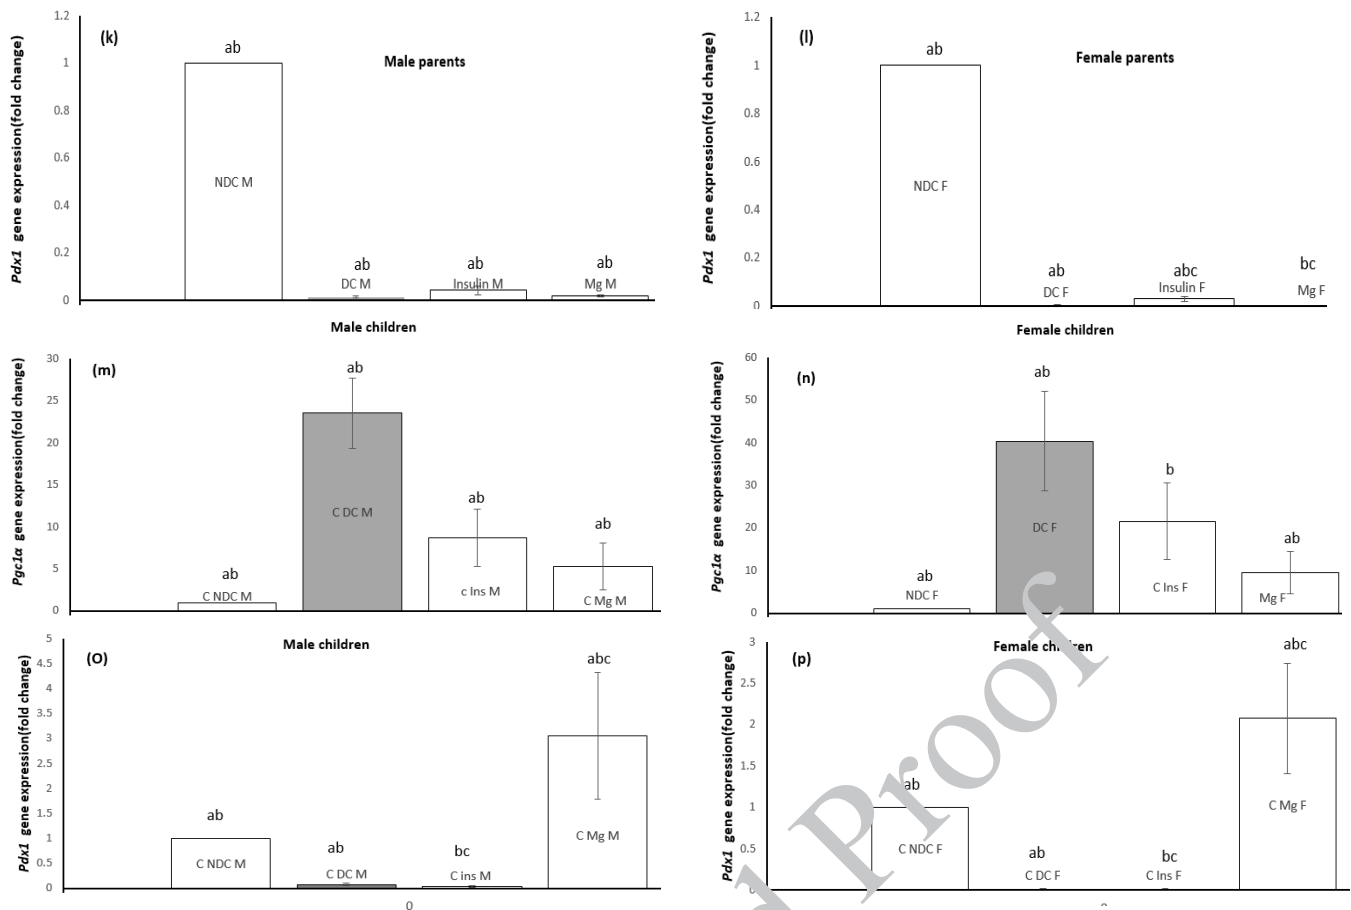 (k)
Male parents
Pdx1 gene expression(fold change)
1.2
1
0.8
0.6
0.4
0.2
0
ab
NDC M
ab
DC M
ab
Insulin M
ab
Mg M
(l)
Female parents
Pdx1 gene expression(fold change)
1.2
1
0.8
0.6
0.4
0.2
0
ab
NDC F
ab
DC F
abc
Insulin F
bc
Mg F
Male children
(m)
Pgc1α gene expression(fold change)
30
25
20
15
10
5
0
ab
C NDC M
ab
C DC M
ab
c Ins M
ab
C Mg M
Female children
(n)
Pgc1α gene expression(fold change)
60
50
40
30
20
10
0
ab
NDC F
ab
DC F
b
C Ins F
ab
Mg F
Male children
(O)
Pdx1 gene expression(fold change)
5
4.5
4
3.5
3
2.5
2
1.5
1
0.5
0
ab
C NDC M
ab
C DC M
bc
C ins M
abc
C Mg M
0
Female children
(p)
Pdx1 gene expression(fold change)
3
2.5
2
1.5
1
0.5
0
ab
C NDC F
ab
C DC F
bc
C Ins F
abc
C Mg F
d Proof